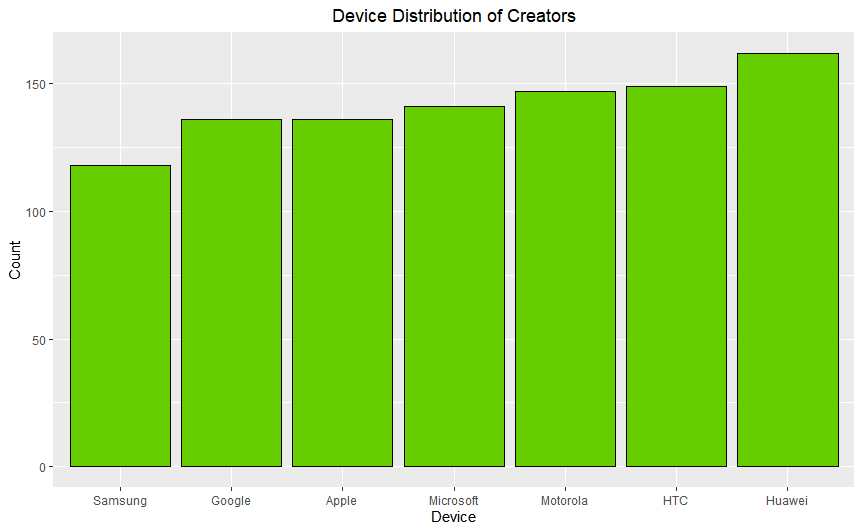 Device Distribution of Creators
Count
150
100
50
0
Samsung Google Apple Microsoft Motorola HTC Huawei
Device